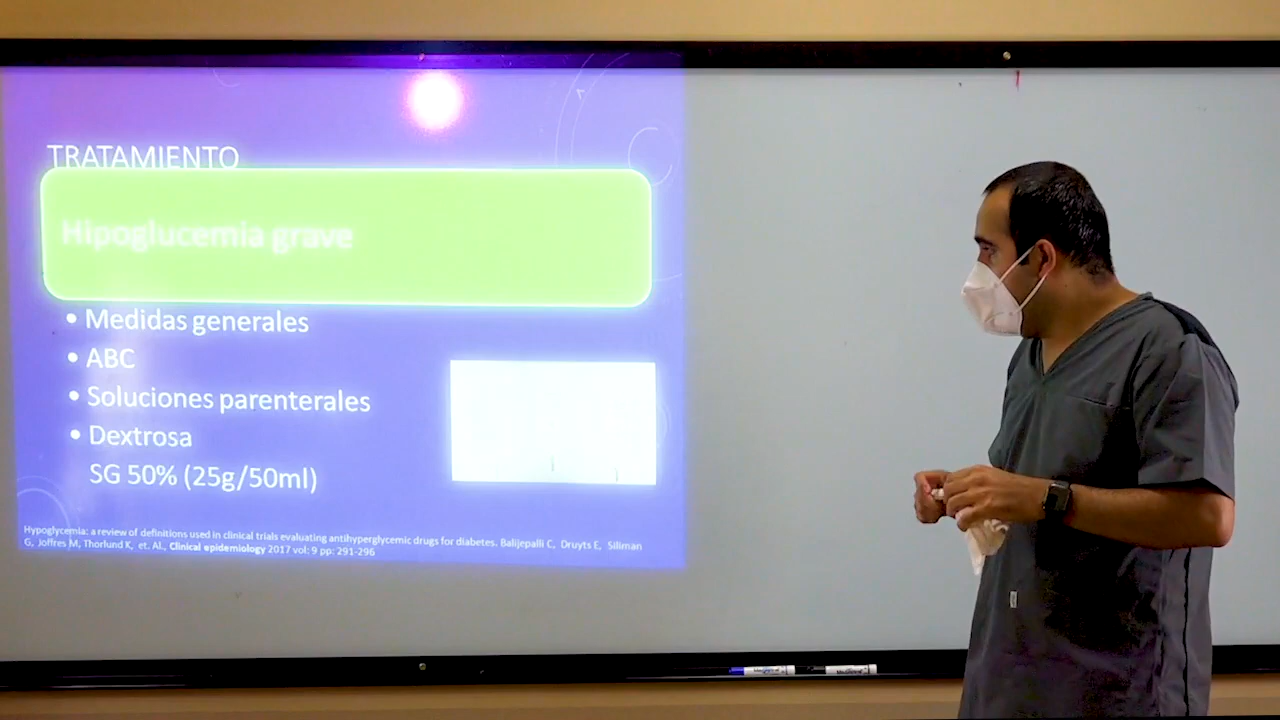 TRATAMIENTO
Hipoglucemia grave
• Medidas generales
• ABC
• Soluciones parenterales
• Dextrosa
SG 50% (25g/50ml)
Hypoglycemia: a review of definitions used in clinical trials evaluating antihyperglycemic drugs for diabetes. Balijepalli C, Druyts E, Siliman
G, Joffres M, Thorlund K, et. Al., Clinical epidemiology 2017 vol: 9 pp: 291-296